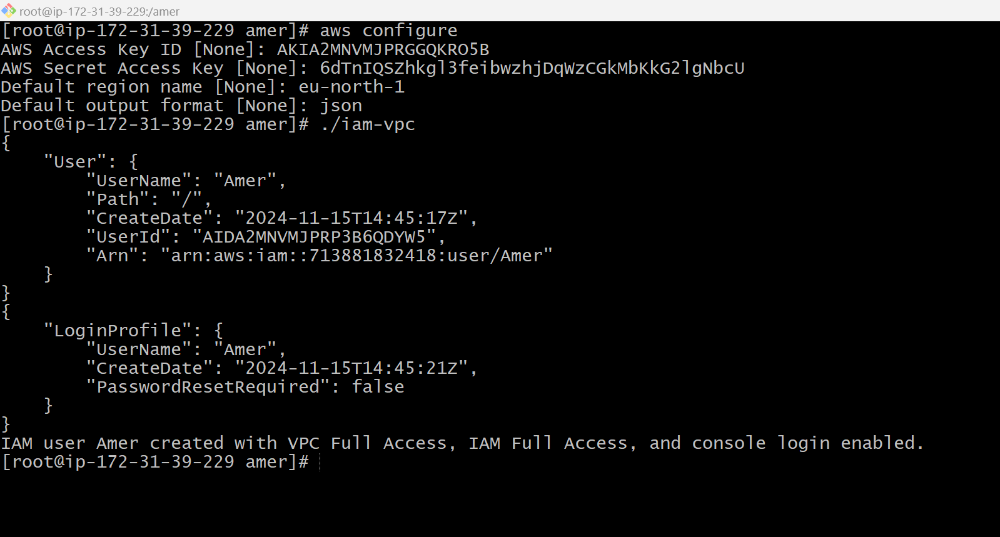 root@ip-172-31-39-229:/amer
[root@ip-172-31-39-229 amer]# aws configure
AWS Access Key ID [None]: AKIA2MNVMJPRGGQKRO5B
AWS Secret Access Key [None]: 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
Default region name [None]: eu-north-1
Default output format [None]: json
[root@ip-172-31-39-229 amer]# ./iam-vpc
{
    "User": {
        "UserName": "Amer",
        "Path": "/",
        "CreateDate": "2024-11-15T14:45:17Z",
        "UserId": "AIDA2MNVMJPRP3B6QDYW5",
        "Arn": "arn:aws:iam::713881832418:user/Amer"
    }
}
{
    "LoginProfile": {
        "UserName": "Amer",
        "CreateDate": "2024-11-15T14:45:21Z",
        "PasswordResetRequired": false
    }
}
IAM user Amer created with VPC Full Access, IAM Full Access, and console login enabled.
[root@ip-172-31-39-229 amer]#